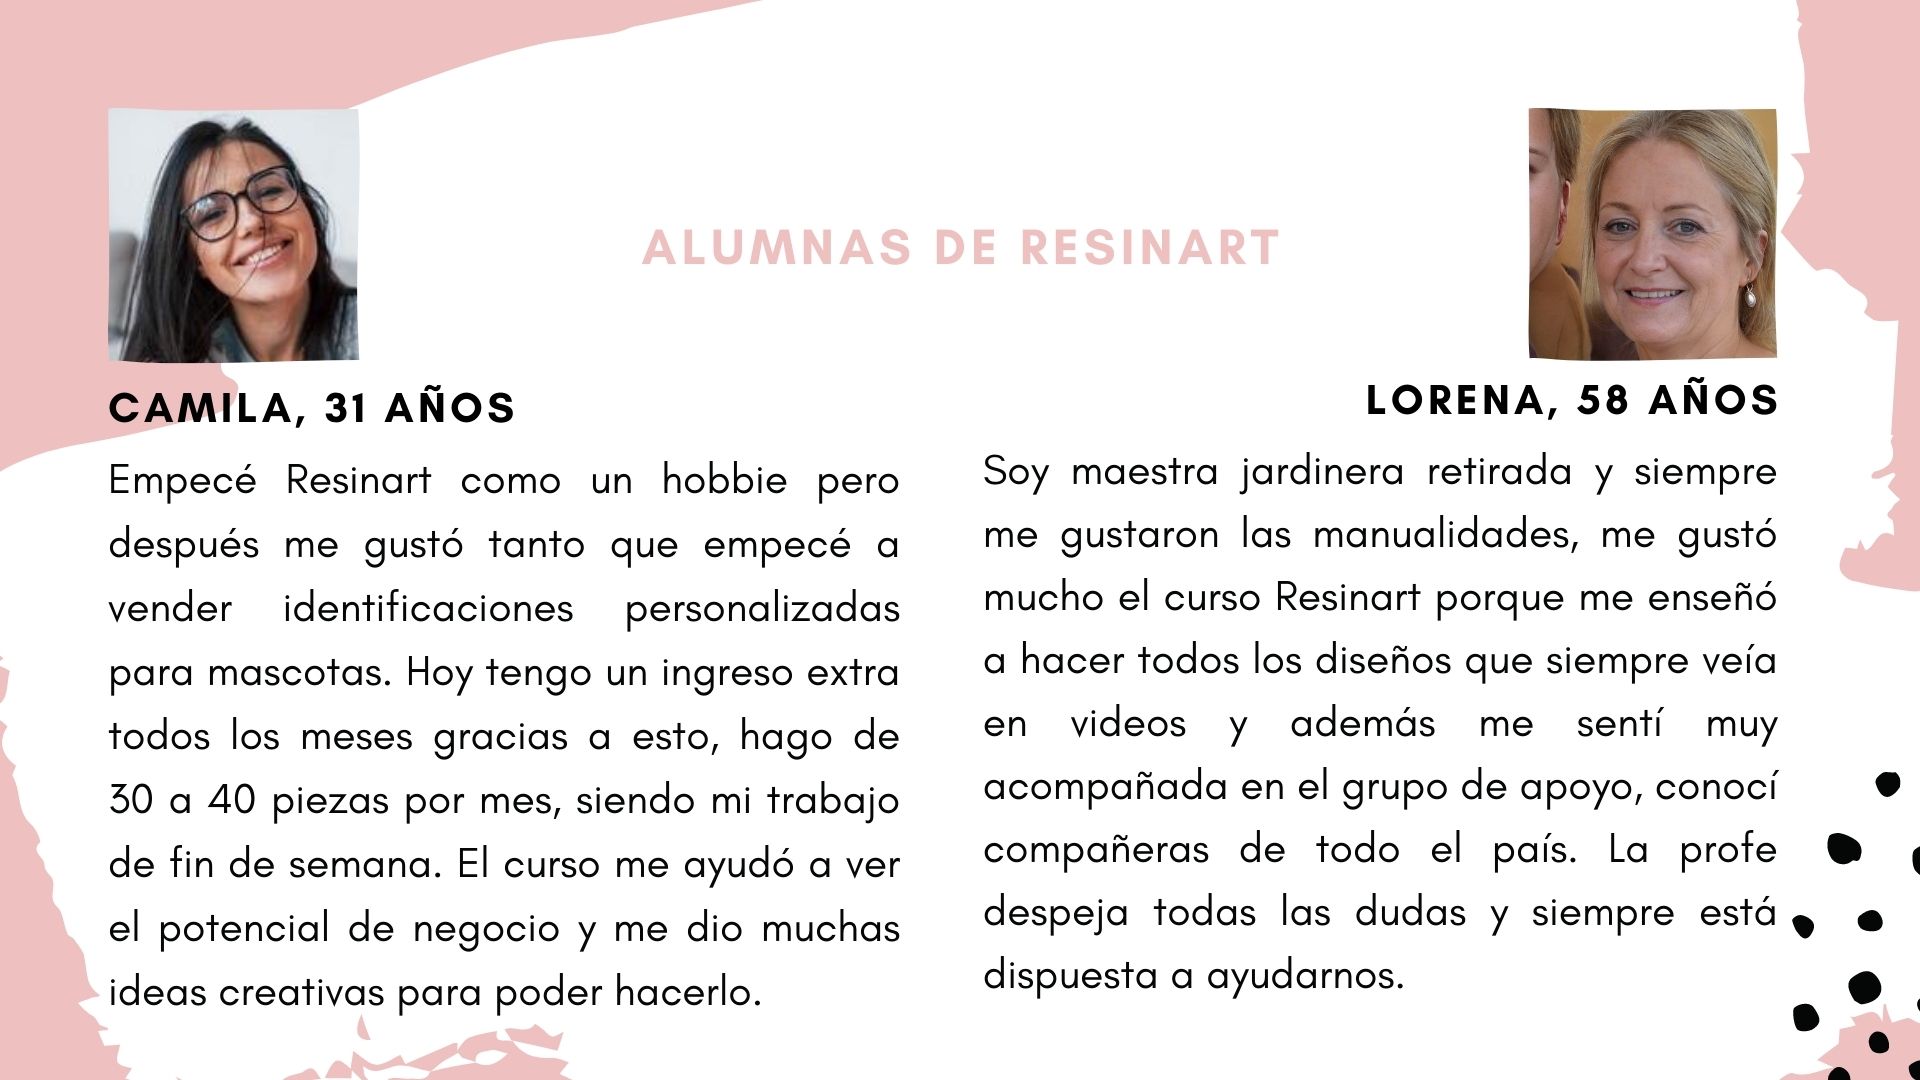 ALUMNAS DE RESINART
CAMILA, 31 AÑOS
Empecé Resinart como un hobbie pero
después me gustó tanto que empecé a
vender identificaciones personalizadas
para mascotas. Hoy tengo un ingreso extra
todos los meses gracias a esto, hago de
30 a 40 piezas por mes, siendo mi trabajo
de fin de semana. El curso me ayudó a ver
el potencial de negocio y me dio muchas
ideas creativas para poder hacerlo.
LORENA, 58 AÑOS
Soy maestra jardinera retirada y siempre
me gustaron las manualidades, me gustó
mucho el curso Resinart porque me enseñó
a hacer todos los diseños que siempre veía
en videos y además me sentí muy
acompañada en el grupo de apoyo, conocí
compañeras de todo el país. La profe
despeja todas las dudas y siempre está
dispuesta a ayudarnos.